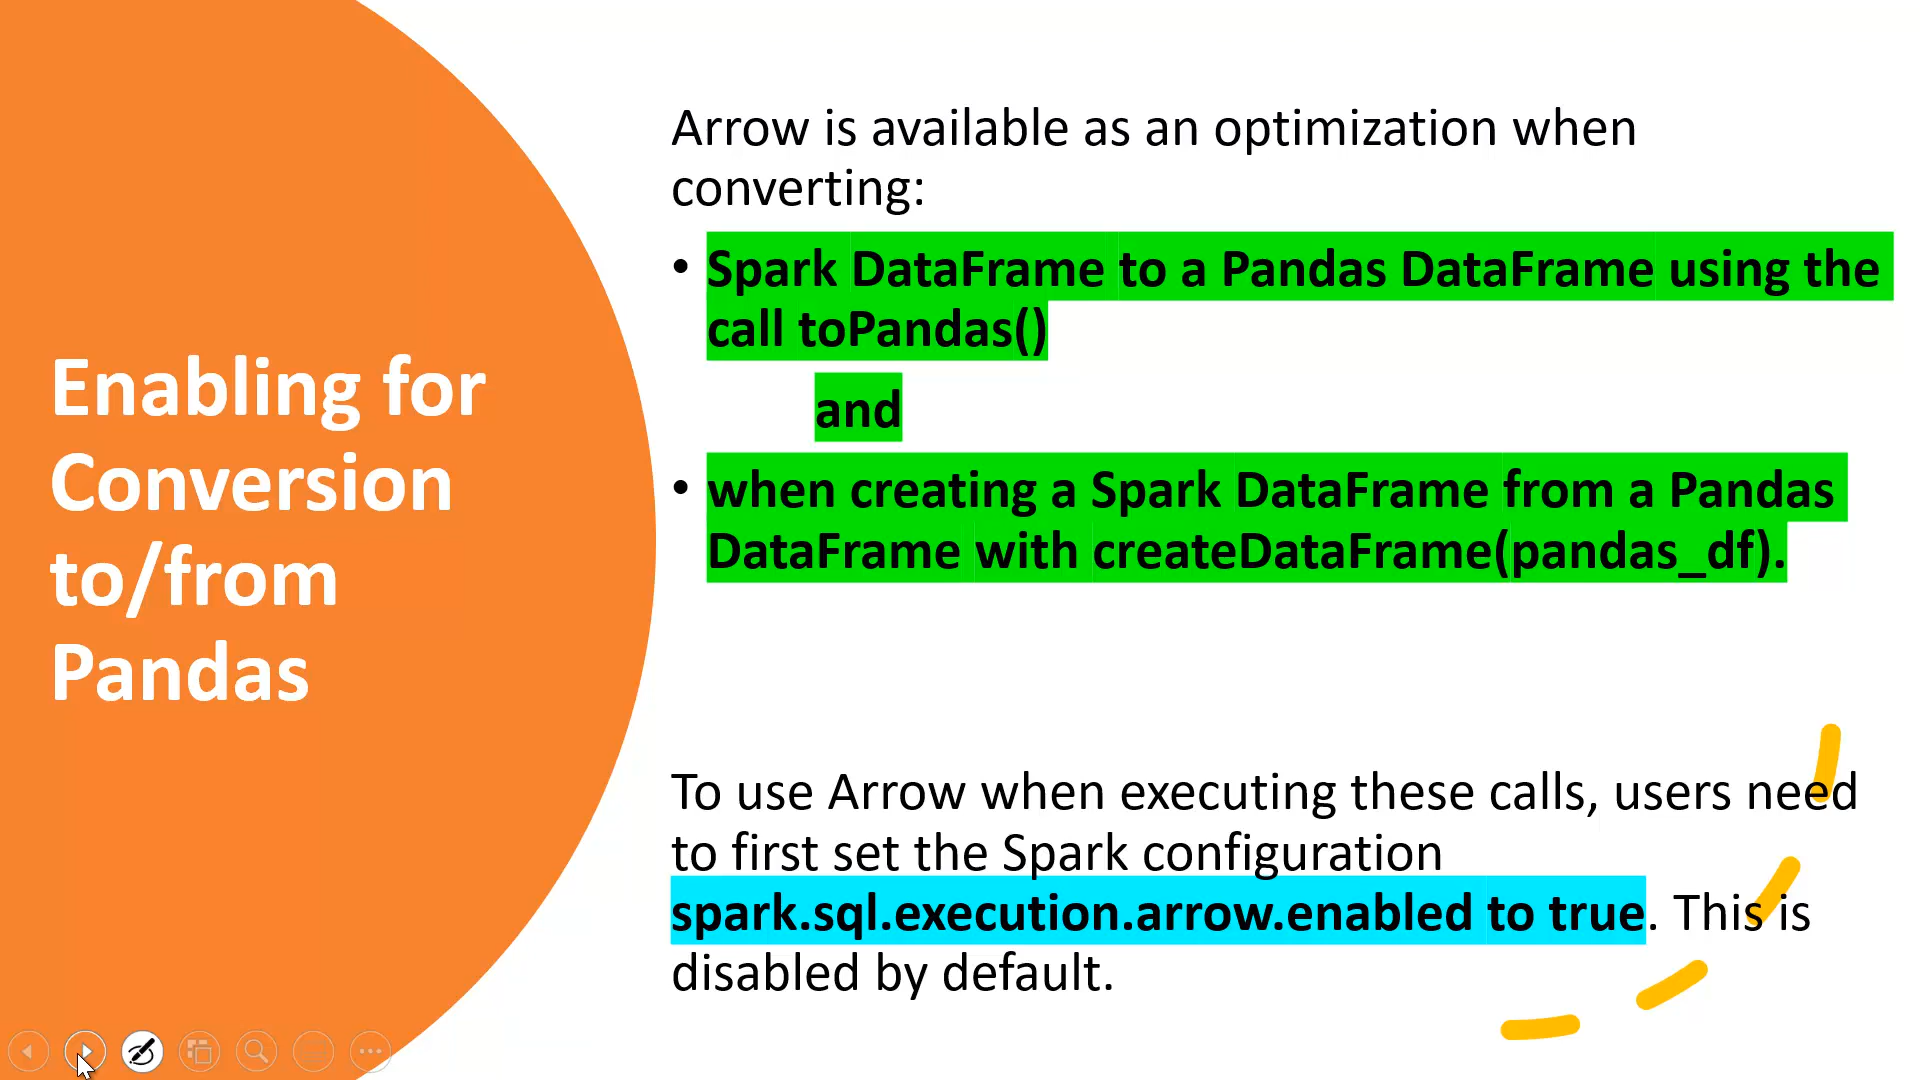 Enabling for
Conversion
to/from
Pandas
Arrow is available as an optimization when
converting:
• Spark DataFrame to a Pandas DataFrame using the
call toPandas()
and
• when creating a Spark DataFrame from a Pandas
DataFrame with createDataFrame(pandas_df).
To use Arrow when executing these calls, users need
to first set the Spark configuration
spark.sql.execution.arrow.enabled to true. This is
disabled by default.